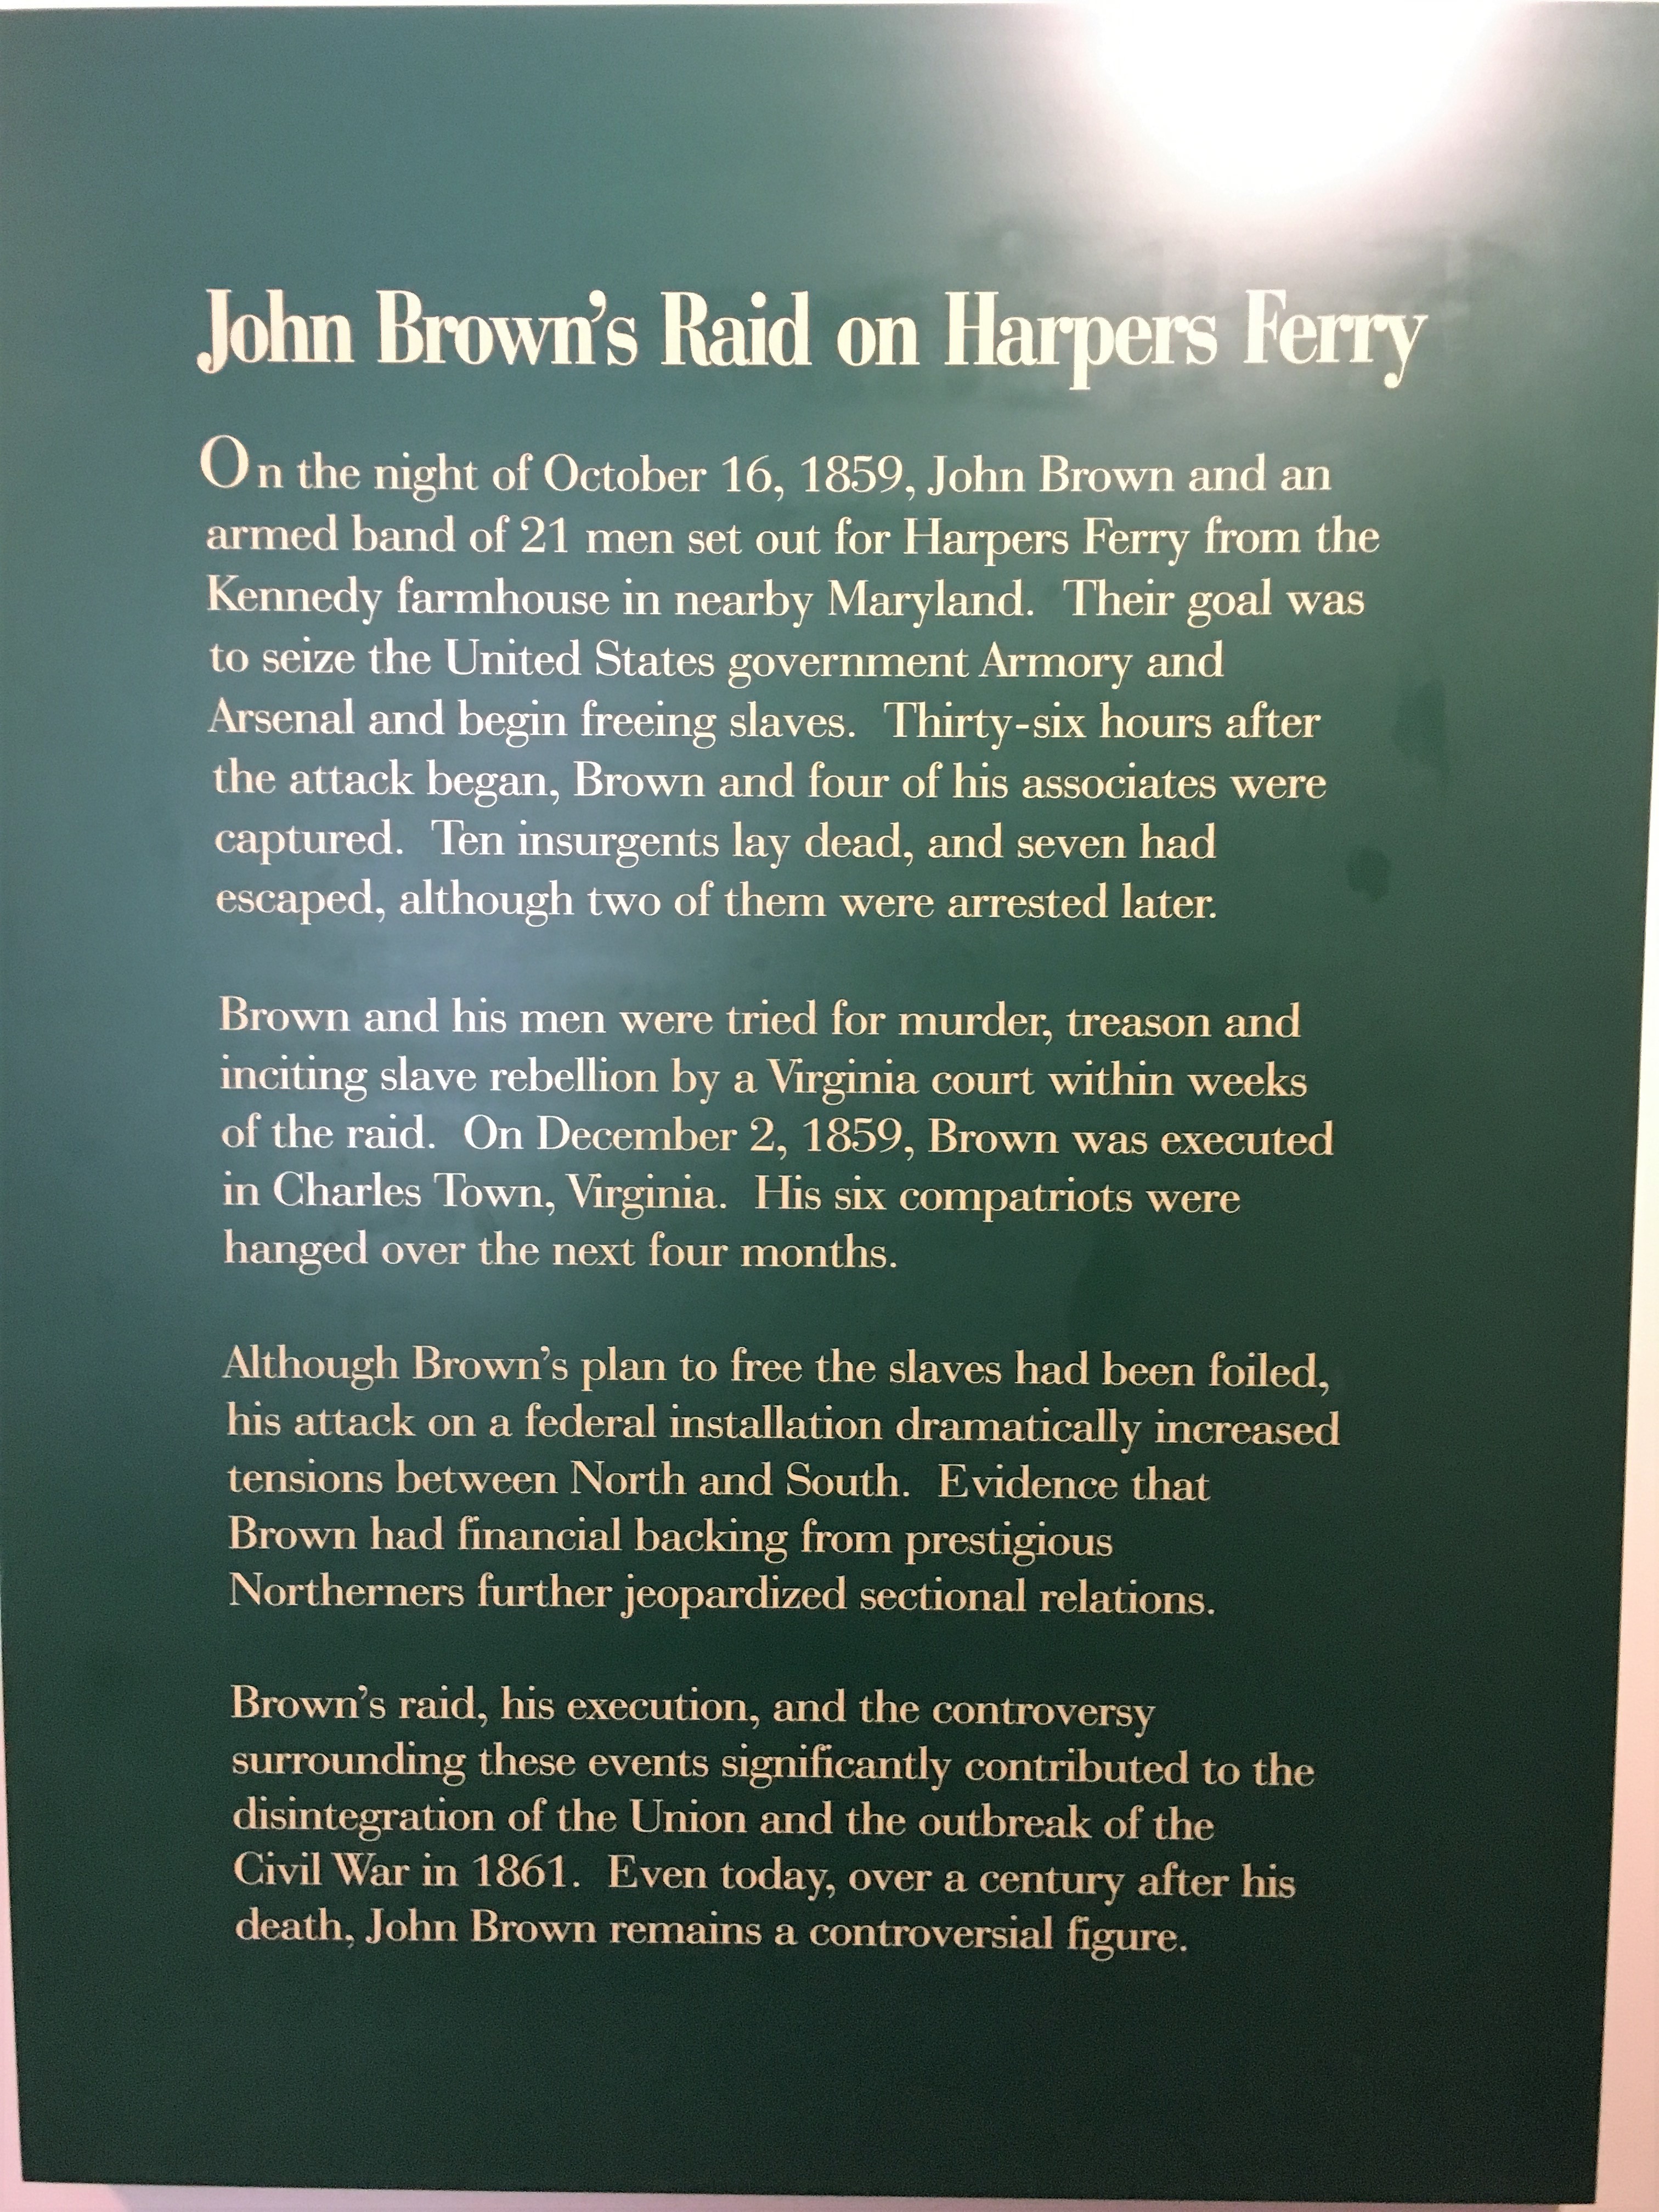 John Brown's Raid on Harpers Ferry
On the night of October 16, 1859, John Brown and an
armed band of 21 men set out for Harpers Ferry from the
Kennedy farmhouse in nearby Maryland.  Their goal was
to seize the United States government Armory and
Arsenal and begin freeing slaves.  Thirty-six hours after
the attack began, Brown and four of his associates were
captured.  Ten insurgents lay dead, and seven had
escaped, although two of them were arrested later.
Brown and his men were tried for murder, treason and
inciting slave rebellion by a Virginia court within weeks
of the raid.  On December 2, 1859, Brown was executed
in Charles Town, Virginia.  His six compatriots were
hanged over the next four months.
Although Brown's plan to free the slaves had been foiled,
his attack on a federal installation dramatically increased
tensions between North and South.  Evidence that
Brown had financial backing from prestigious
Northerners further jeopardized sectional relations.
Brown's raid, his execution, and the controversy
surrounding these events significantly contributed to the
disintegration of the Union and the outbreak of the
Civil War in 1861.  Even today, over a century after his
death, John Brown remains a controversial figure.